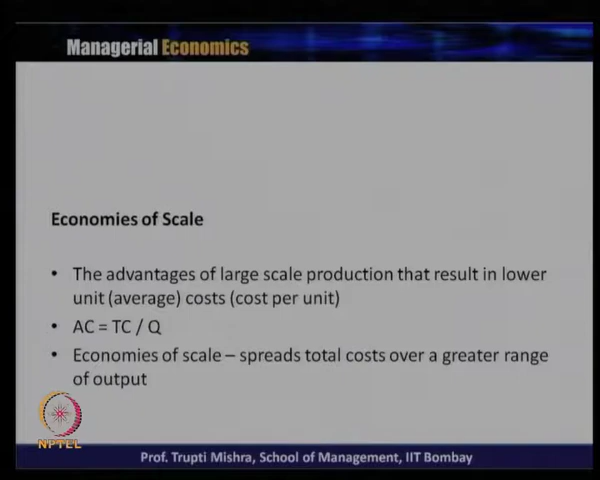 Managerial Economics
Economies of Scale
• The advantages of large scale production that result in lower
unit (average) costs (cost per unit)
• AC = TC / Q
• Economies of scale – spreads total costs over a greater range
of output
NPTEL
Prof. Trupti Mishra, School of Management, IIT Bombay